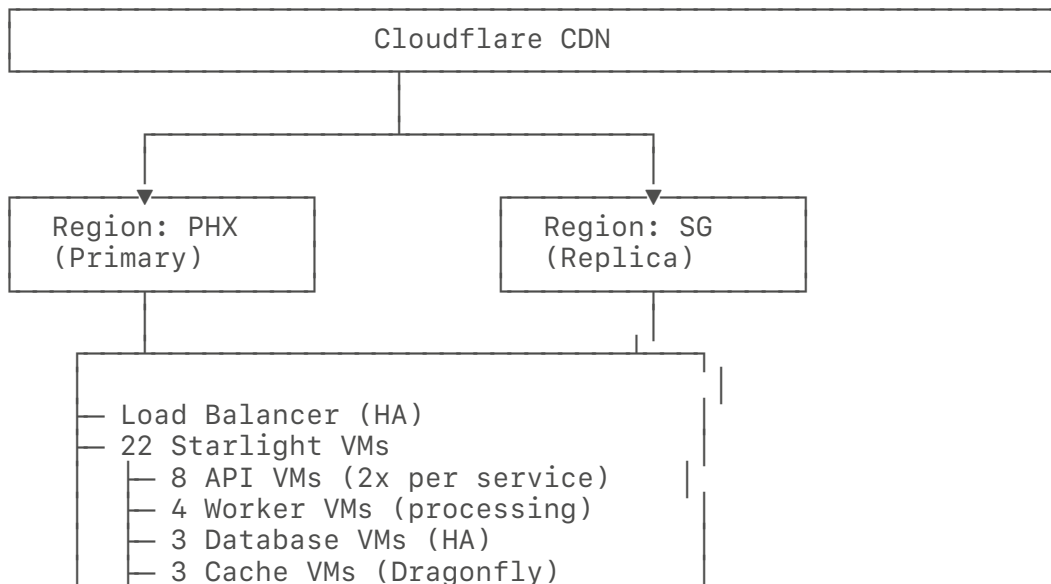 Cloudflare CDN
Region: PHX
(Primary)
Region: SG
(Replica)
Load Balancer (HA)
22 Starlight VMs
8 API VMs (2x per service)
4 Worker VMs (processing)
3 Database VMs (HA)
3 Cache VMs (Dragonfly)